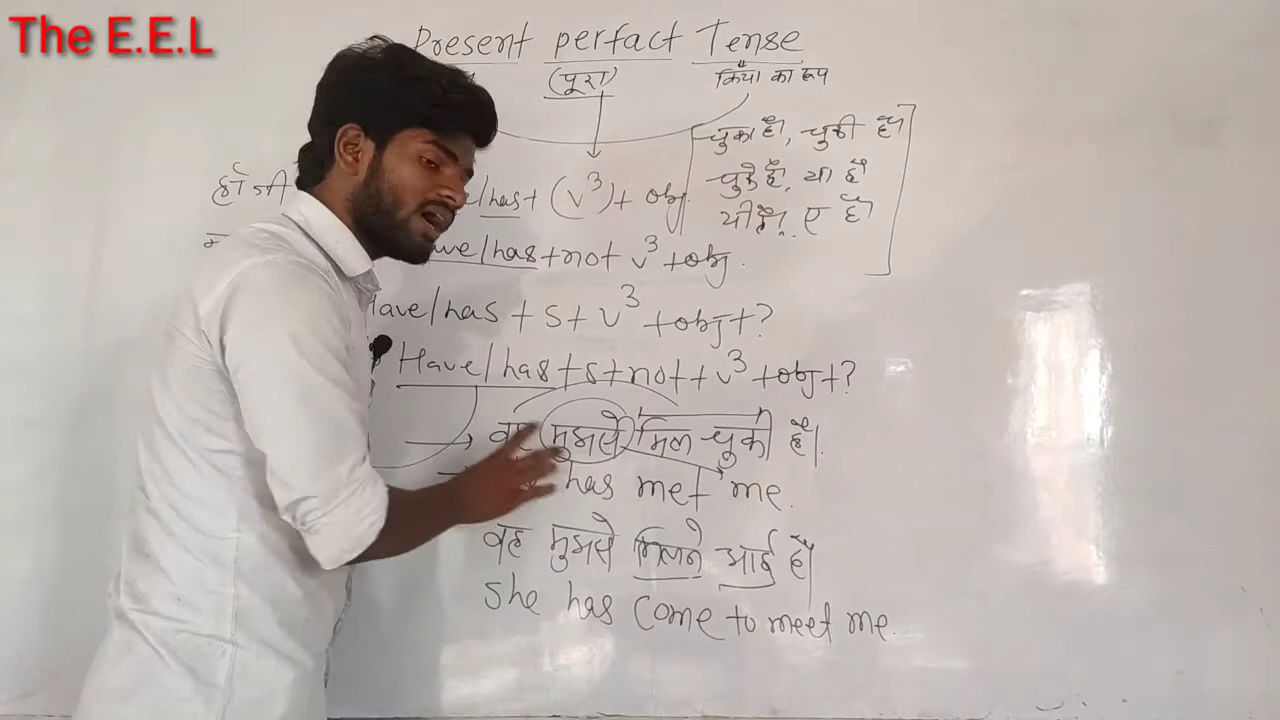 The E.E.L
Present perfact Tense
(पूरा) क्रिया का रूप
चुका है, चुकी है
चुके हैं, या है
यी है, ए है
/has + (v3) + obj
/has + not v3 + obj.
Have/has + s + v3 + obj + ?
Have/has + s + not + v3 + obj + ?
→ वह मुझसे मिल चुकी है।
has met me.
वह मुझसे मिलने आई है।
She has come to meet me.